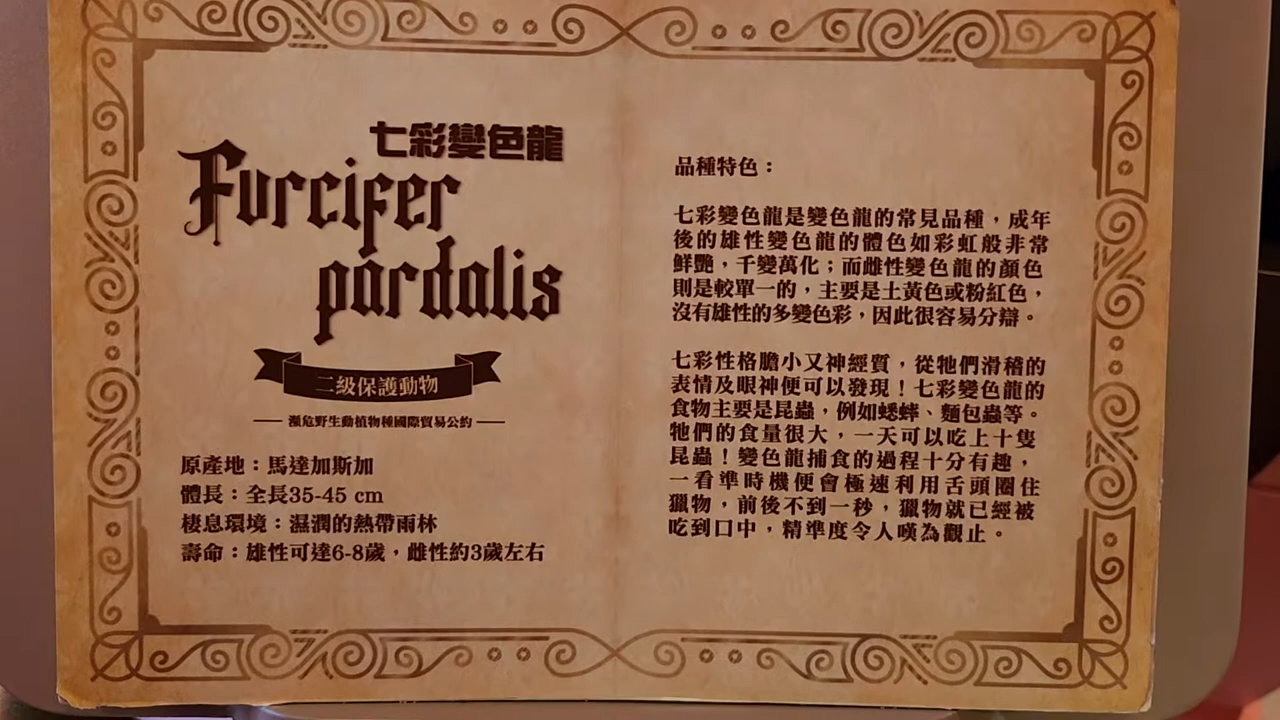 七彩變色龍
Furcifer
pardalis
二級保護動物
瀕危野生動植物種國際貿易公約
原產地：馬達加斯加
體長：全長35-45 cm
棲息環境：濕潤的熱帶雨林
壽命：雄性可達6-8歲，雌性約3歲左右
品種特色：
七彩變色龍是變色龍的常見品種，成年
後的雄性變色龍的體色如彩虹般非常
鮮艷，千變萬化；而雌性變色龍的顏色
則是較單一的，主要是土黃色或粉紅色，
沒有雄性的多變色彩，因此很容易分辯。
七彩性格膽小又神經質，從牠們滑稽的
表情及眼神便可以發現！七彩變色龍的
食物主要是昆蟲，例如蟋蟀、麵包蟲等。
牠們的食量很大，一天可以吃上十隻
昆蟲！變色龍捕食的過程十分有趣，
一看準時機便會極速利用舌頭圈住
獵物，前後不到一秒，獵物就已經被
吃到口中，精準度令人嘆為觀止。